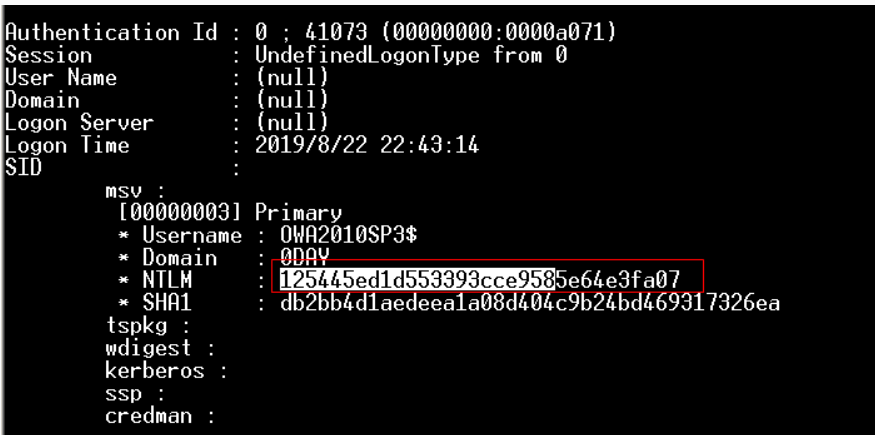 Authentication Id : 0 ; 41073 (00000000:0000a071)
Session : UndefinedLogonType from 0
User Name : (null)
Domain : (null)
Logon Server : (null)
Logon Time : 2019/8/22 22:43:14
SID :
msv :
[00000003] Primary
* Username : OWA2010SP3$
* Domain : 0DAY
* NTLM : 125445ed1d553393cce9585e64e3fa07
* SHA1 : db2bb4d1aedeea1a08d404c9b24bd469317326ea
tspkg :
wdigest :
kerberos :
ssp :
credman :